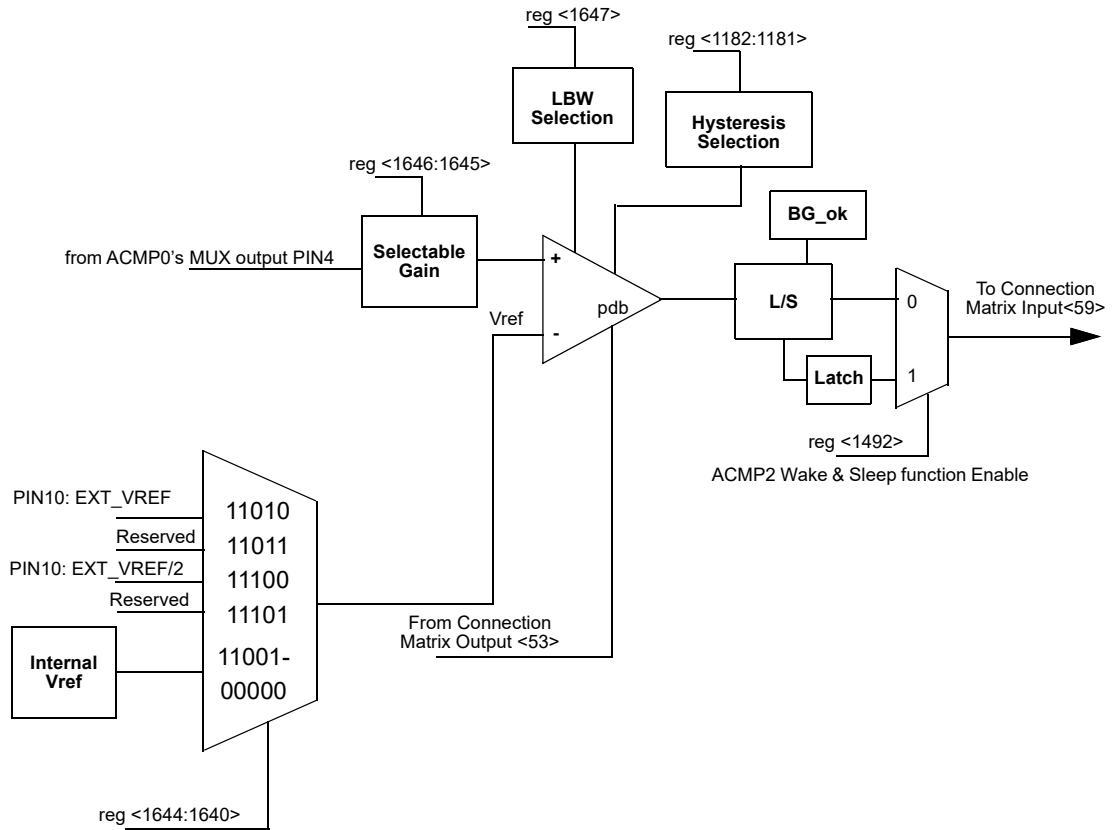 reg <1647>
reg <1182:1181>
LBW
Selection
Hysteresis
Selection
reg <1646:1645>
BG_ok
Selectable
Gain
from ACMP0’s MUX output PIN4
+
L/S
0
To Connection
Matrix Input<59>
pdb
Vref
-
Latch
1
reg <1492>
ACMP2 Wake & Sleep function Enable
PIN10: EXT_VREF
11010
Reserved
11011
PIN10: EXT_VREF/2
11100
Reserved
11101
From Connection
Matrix Output <53>
Internal
Vref
11001-
00000
reg <1644:1640>